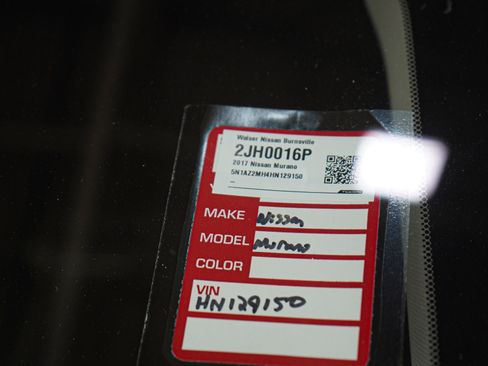 Walser Nissan Burnsville
2JH0016P
2017 Nissan Murano
5N1AZ2MH4HN129150
MAKE Nissan
MODEL Murano
COLOR
VIN
HN129150